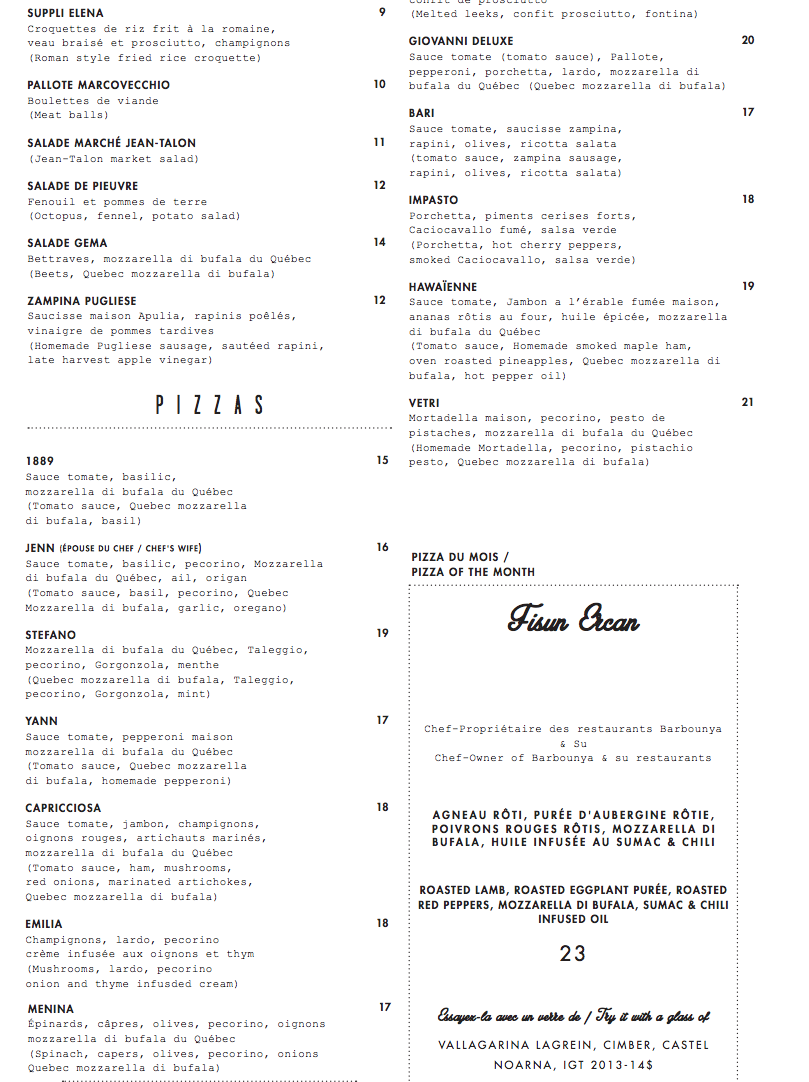 SUPPLI ELENA 9
Croquettes de riz frit à la romaine,
veau braisé et prosciutto, champignons
(Roman style fried rice croquette)
PALLOTE MARCOVECCHIO 10
Boulettes de viande
(Meat balls)
SALADE MARCHÉ JEAN-TALON 11
(Jean-Talon market salad)
SALADE DE PIEUVRE 12
Fenouil et pommes de terre
(Octopus, fennel, potato salad)
SALADE GEMA 14
Bettraves, mozzarella di bufala du Québec
(Beets, Quebec mozzarella di bufala)
ZAMPINA PUGLIESE 12
Saucisse maison Apulia, rapinis poêlés,
vinaigre de pommes tardives
(Homemade Pugliese sausage, sautéed rapini,
late harvest apple vinegar)
PIZZAS
1889 15
Sauce tomate, basilic,
mozzarella di bufala du Québec
(Tomato sauce, Quebec mozzarella
di bufala, basil)
JENN (ÉPOUSE DU CHEF / CHEF'S WIFE) 16
Sauce tomate, basilic, pecorino, Mozzarella
di bufala du Québec, ail, origan
(Tomato sauce, basil, pecorino, Quebec
Mozzarella di bufala, garlic, oregano)
STEFANO 19
Mozzarella di bufala du Québec, Taleggio,
pecorino, Gorgonzola, menthe
(Quebec mozzarella di bufala, Taleggio,
pecorino, Gorgonzola, mint)
YANN 17
Sauce tomate, pepperoni maison
mozzarella di bufala du Québec
(Tomato sauce, Quebec mozzarella
di bufala, homemade pepperoni)
CAPRICCIOSA 18
Sauce tomate, jambon, champignons,
oignons rouges, artichauts marinés,
mozzarella di bufala du Québec
(Tomato sauce, ham, mushrooms,
red onions, marinated artichokes,
Quebec mozzarella di bufala)
EMILIA 18
Champignons, lardo, pecorino
crème infusée aux oignons et thym
(Mushrooms, lardo, pecorino
onion and thyme infusded cream)
MENINA 17
Épinards, câpres, olives, pecorino, oignons
mozzarella di bufala du Québec
(Spinach, capers, olives, pecorino, onions
Quebec mozzarella di bufala)
confit de prosciutto
(Melted leeks, confit prosciutto, fontina)
GIOVANNI DELUXE 20
Sauce tomate (tomato sauce), Pallote,
pepperoni, porchetta, lardo, mozzarella di
bufala du Québec (Quebec mozzarella di bufala)
BARI 17
Sauce tomate, saucisse zampina,
rapini, olives, ricotta salata
(tomato sauce, zampina sausage,
rapini, olives, ricotta salata)
IMPASTO 18
Porchetta, piments cerises forts,
Caciocavallo fumé, salsa verde
(Porchetta, hot cherry peppers,
smoked Caciocavallo, salsa verde)
HAWAÏENNE 19
Sauce tomate, Jambon a l’érable fumée maison,
ananas rôtis au four, huile épicée, mozzarella
di bufala du Québec
(Tomato sauce, Homemade smoked maple ham,
oven roasted pineapples, Quebec mozzarella di
bufala, hot pepper oil)
VETRI 21
Mortadella maison, pecorino, pesto de
pistaches, mozzarella di bufala du Québec
(Homemade Mortadella, pecorino, pistachio
pesto, Quebec mozzarella di bufala)
PIZZA DU MOIS /
PIZZA OF THE MONTH
Fisun Ercan
Chef-Propriétaire des restaurants Barbounya
& Su
Chef-Owner of Barbounya & su restaurants
AGNEAU RÔTI, PURÉE D'AUBERGINE RÔTIE,
POIVRONS ROUGES RÔTIS, MOZZARELLA DI
BUFALA, HUILE INFUSÉE AU SUMAC & CHILI
ROASTED LAMB, ROASTED EGGPLANT PURÉE, ROASTED
RED PEPPERS, MOZZARELLA DI BUFALA, SUMAC & CHILI
INFUSED OIL
23
Essayez-la avec un verre de / Try it with a glass of
VALLAGARINA LAGREIN, CIMBER, CASTEL
NOARNA, IGT 2013-14$